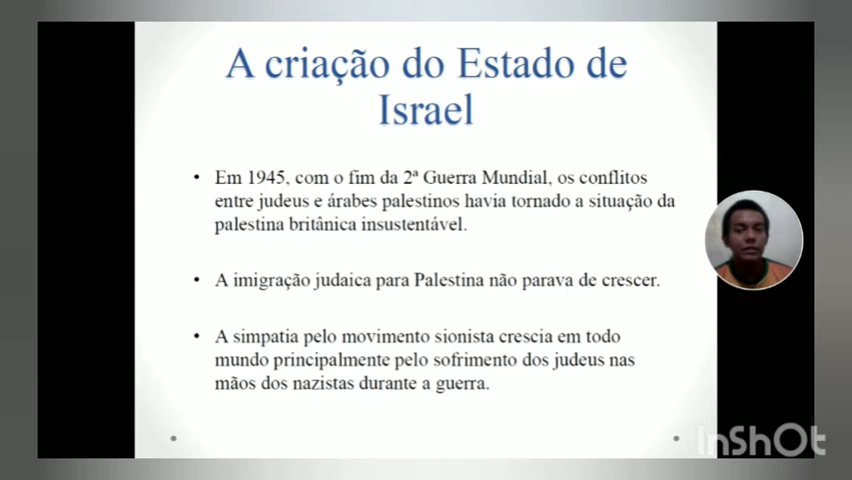 A criação do Estado de
Israel
• Em 1945, com o fim da 2ª Guerra Mundial, os conflitos
entre judeus e árabes palestinos havia tornado a situação da
palestina britânica insustentável.
• A imigração judaica para Palestina não parava de crescer.
• A simpatia pelo movimento sionista crescia em todo
mundo principalmente pelo sofrimento dos judeus nas
mãos dos nazistas durante a guerra.
InShOt